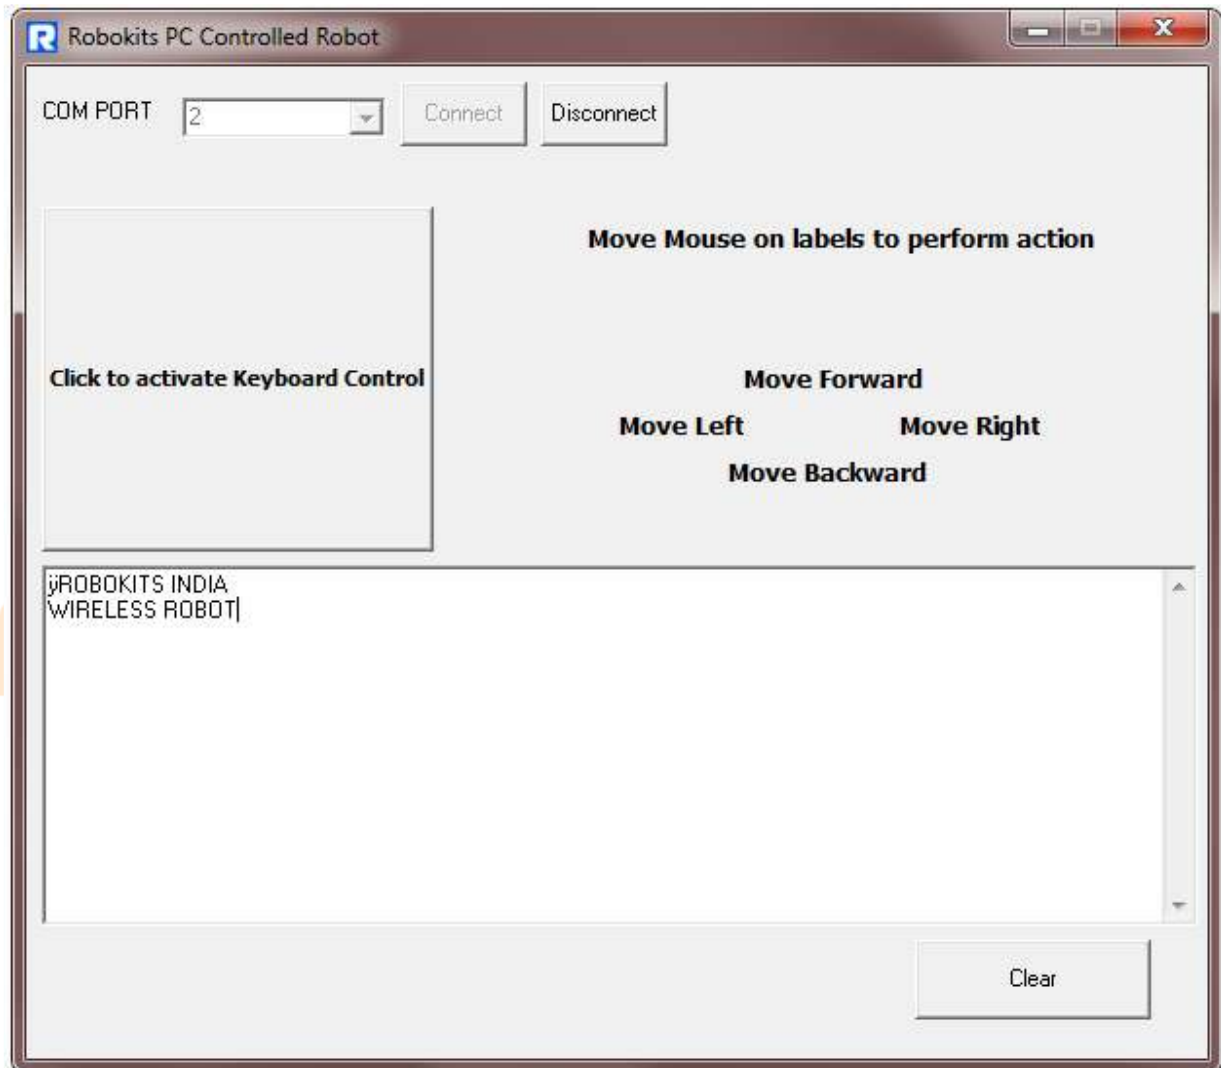 Robokits PC Controlled Robot
COM PORT 2 Connect Disconnect
Move Mouse on labels to perform action
Click to activate Keyboard Control
Move Forward
Move Left Move Right
Move Backward
ÿROBOKITS INDIA
WIRELESS ROBOT
Clear